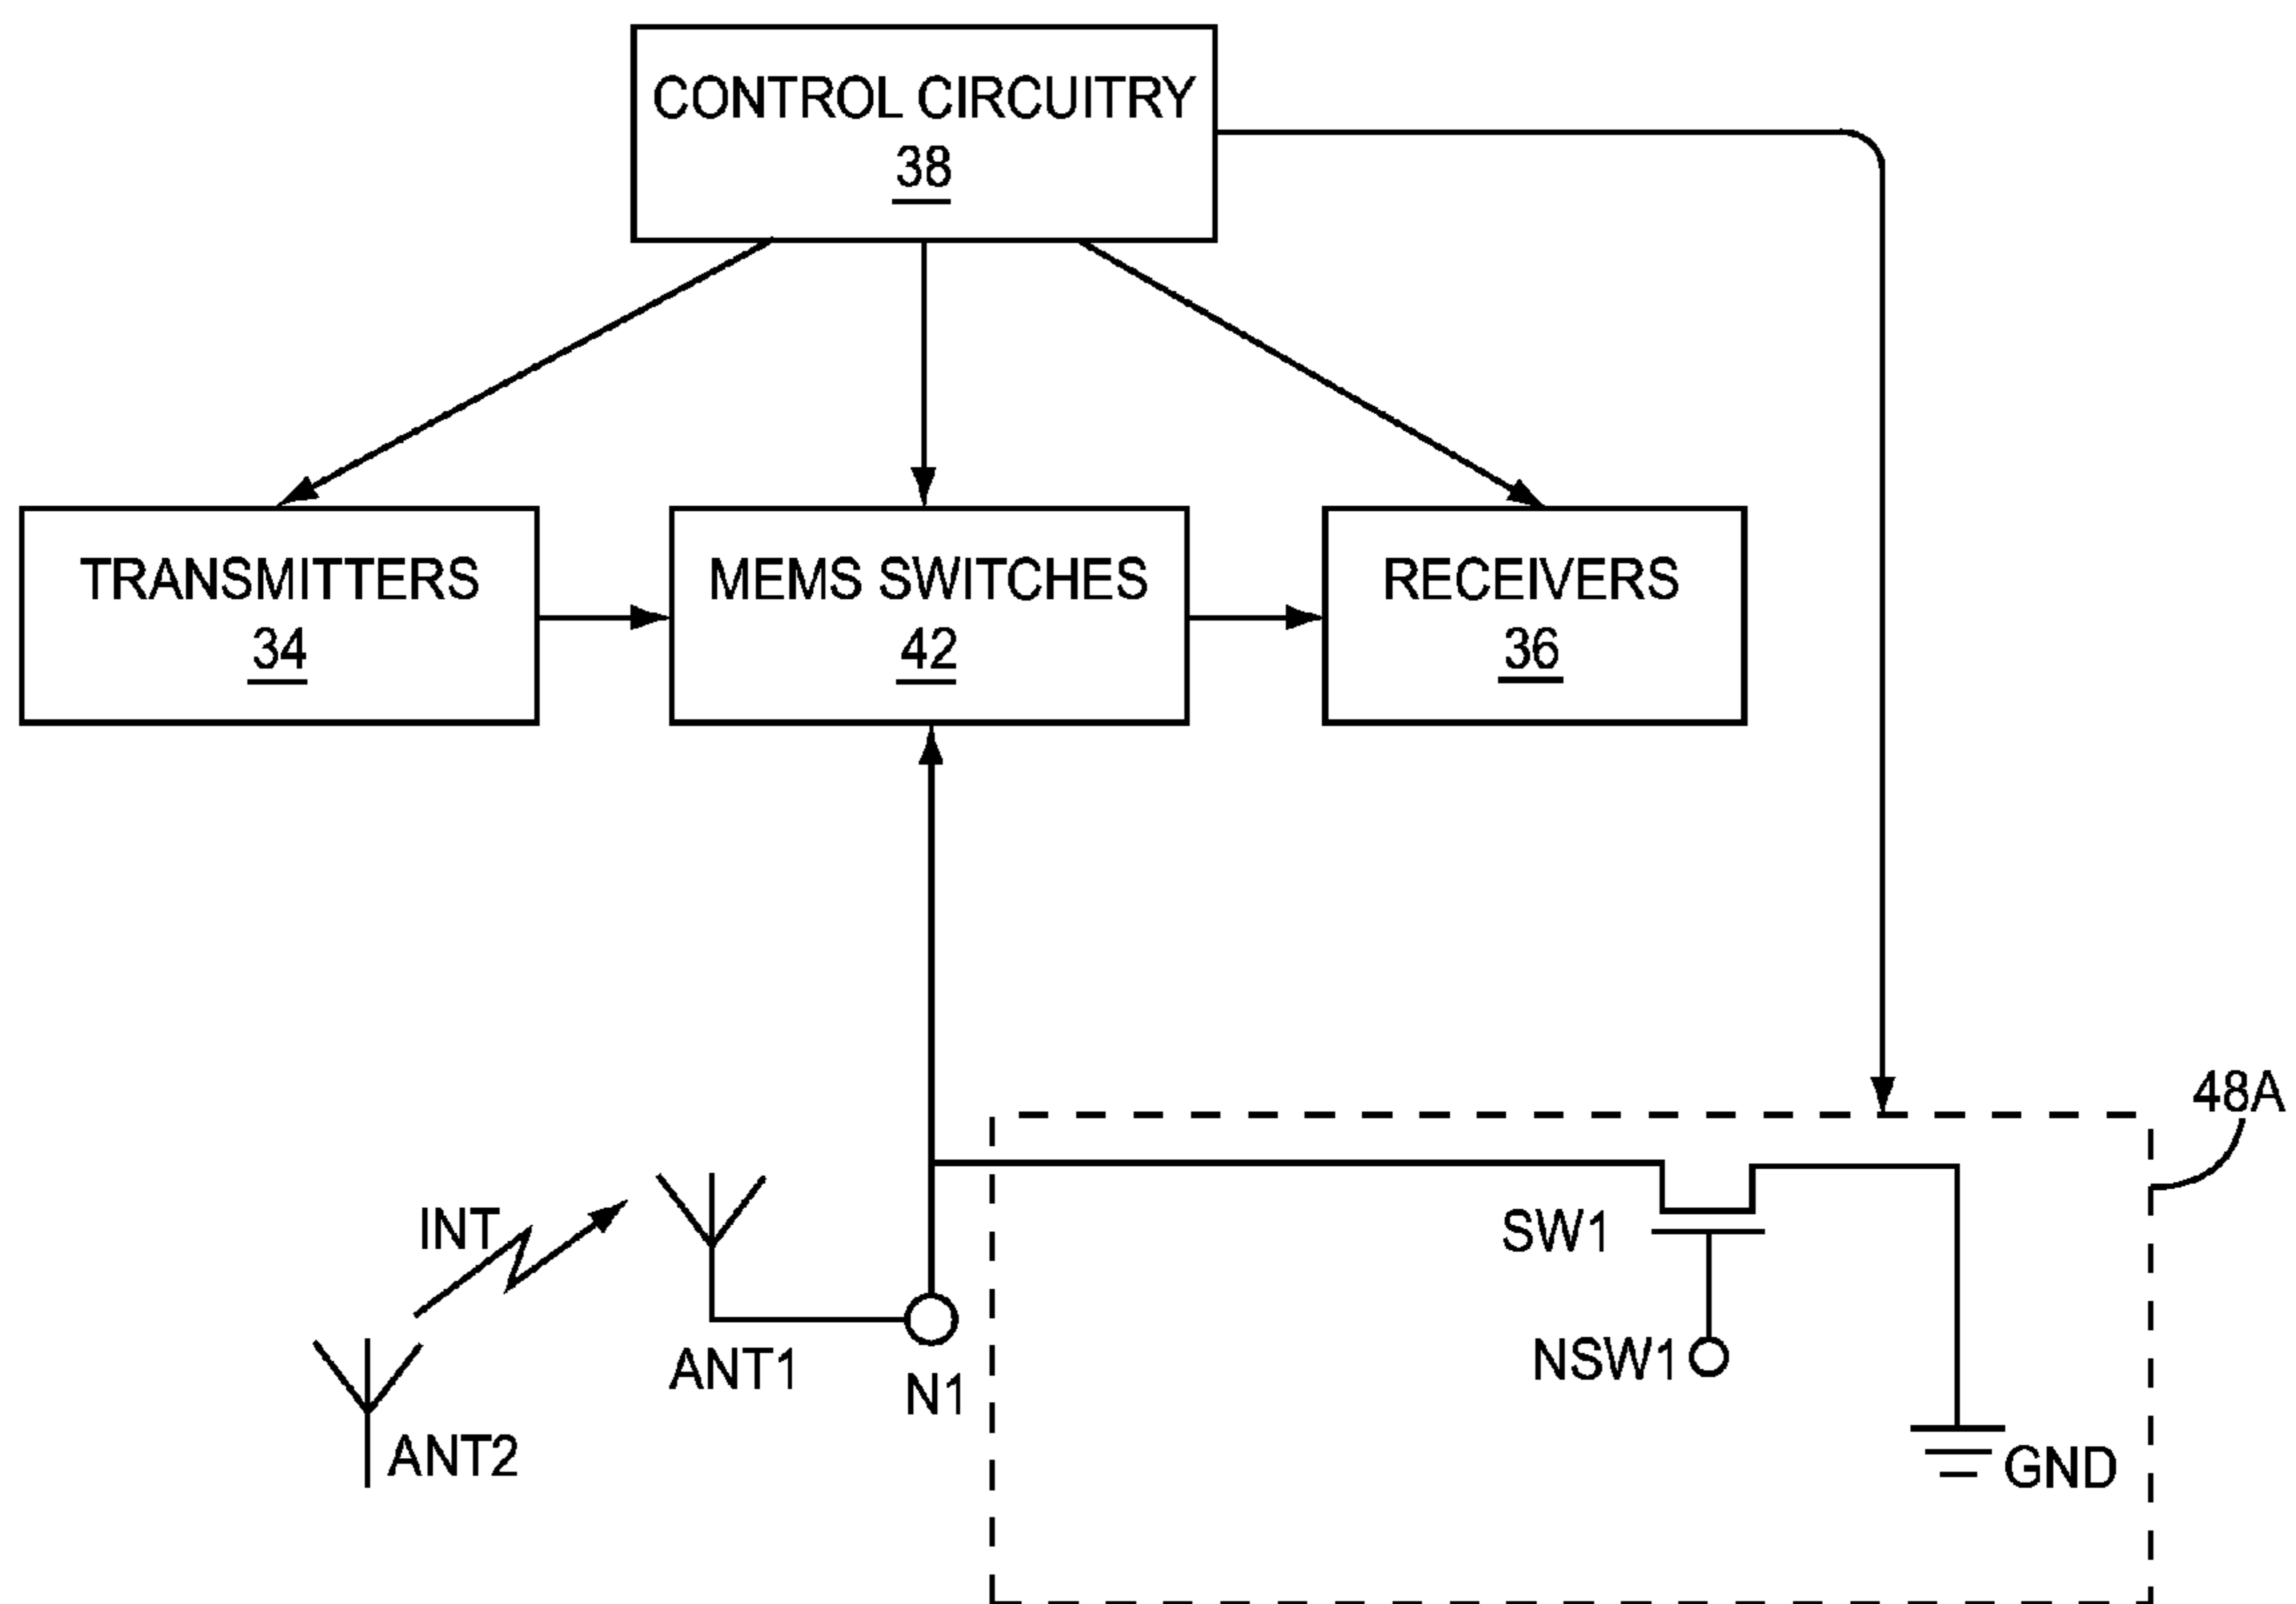 CONTROL CIRCUITRY
38
TRANSMITTERS
34
MEMS SWITCHES
42
RECEIVERS
36
48A
INT
SW1
ANT1
N1
NSW1
ANT2
GND